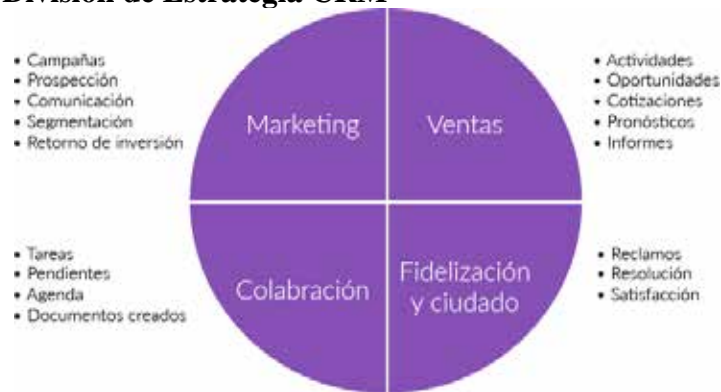 División de Estrategia CRM
• Campañas
• Prospección
• Comunicación
• Segmentación
• Retorno de inversión
Marketing
Ventas
• Actividades
• Oportunidades
• Cotizaciones
• Pronósticos
• Informes
• Tareas
• Pendientes
• Agenda
• Documentos creados
Colabración
Fidelización
y ciudado
• Reclamos
• Resolución
• Satisfacción